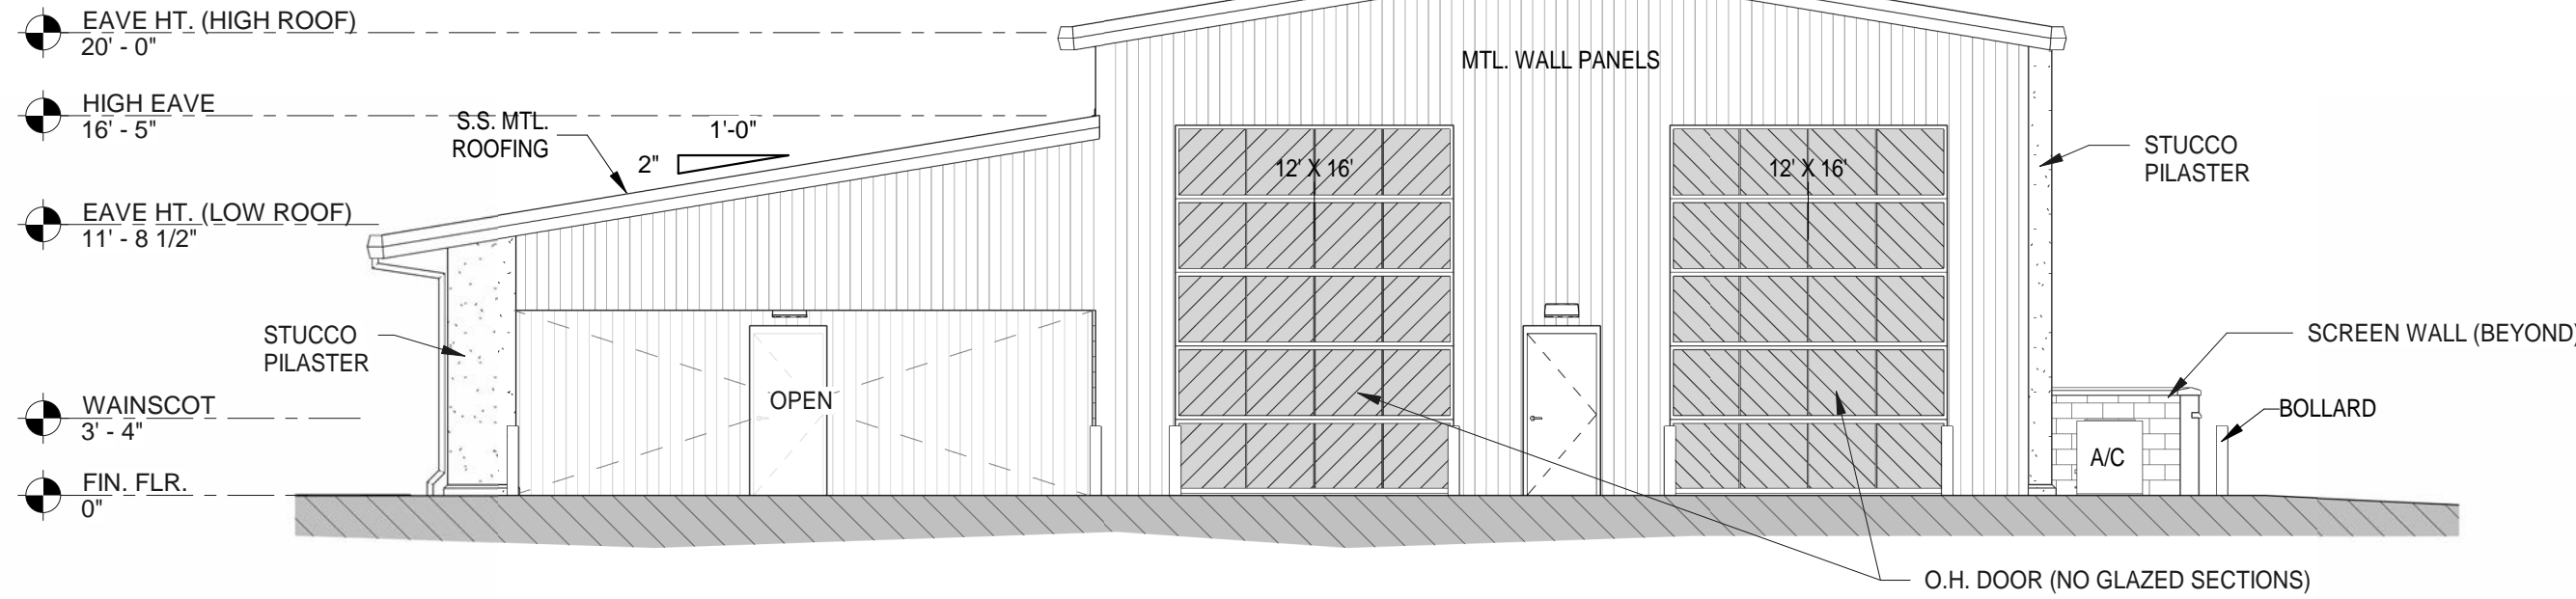 EAVE HT. (HIGH ROOF)
20' - 0"
HIGH EAVE
16' - 5"
EAVE HT. (LOW ROOF)
11' - 8 1/2"
WAINSCOT
3' - 4"
FIN. FLR.
0"
S.S. MTL.
ROOFING
1'-0"
2"
STUCCO
PILASTER
OPEN
MTL. WALL PANELS
12' X 16'
12' X 16'
STUCCO
PILASTER
SCREEN WALL (BEYOND)
BOLLARD
A/C
O.H. DOOR (NO GLAZED SECTIONS)